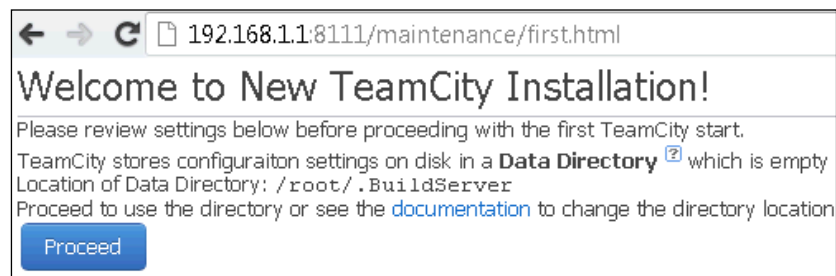 192.168.1.1:8111/maintenance/first.html
Welcome to New TeamCity Installation!
Please review settings below before proceeding with the first TeamCity start.
TeamCity stores configuraiton settings on disk in a Data Directory [?] which is empty
Location of Data Directory: /root/.BuildServer
Proceed to use the directory or see the documentation to change the directory location
Proceed